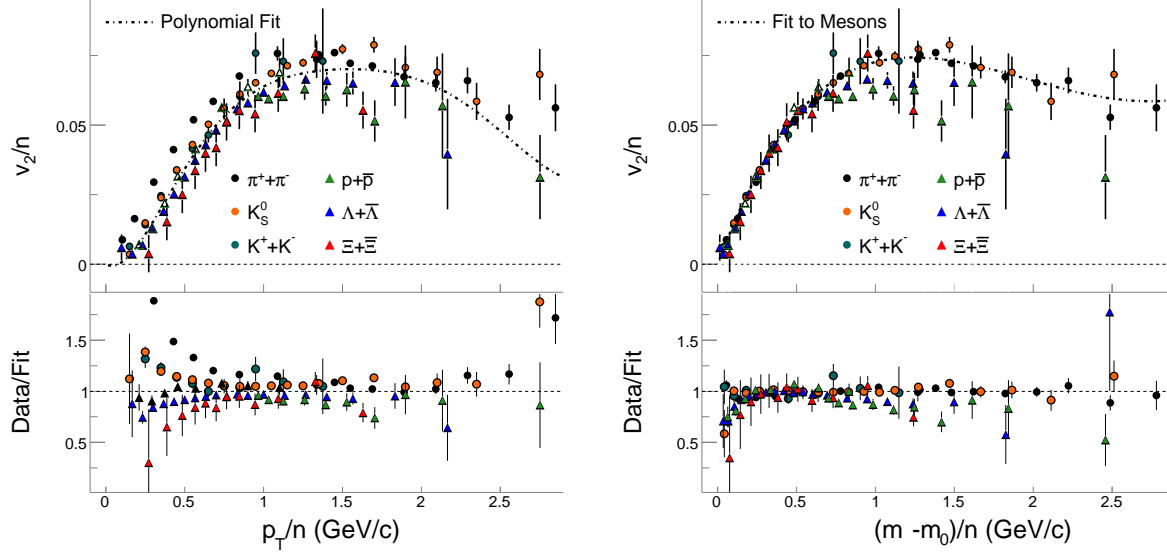 Polynomial Fit
v2/n
0.05
0
π⁺+π⁻
K⁰S
K⁺+K⁻
p+p̅
Λ+Λ̅
Ξ+Ξ̅
Data/Fit
1.5
1
0.5
0 0.5 1 1.5 2 2.5
pT/n (GeV/c)
Fit to Mesons
v2/n
0.05
0
π⁺+π⁻
K⁰S
K⁺+K⁻
p+p̅
Λ+Λ̅
Ξ+Ξ̅
Data/Fit
1.5
1
0.5
0 0.5 1 1.5 2 2.5
(m -m0)/n (GeV/c)